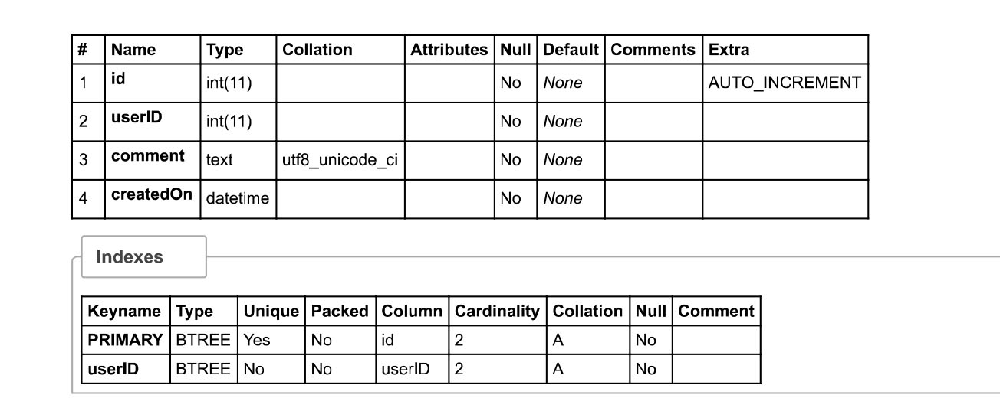 # Name Type Collation Attributes Null Default Comments Extra
1 id int(11) No None AUTO_INCREMENT
2 userID int(11) No None
3 comment text utf8_unicode_ci No None
4 createdOn datetime No None
Indexes
Keyname Type Unique Packed Column Cardinality Collation Null Comment
PRIMARY BTREE Yes No id 2 A No
userID BTREE No No userID 2 A No